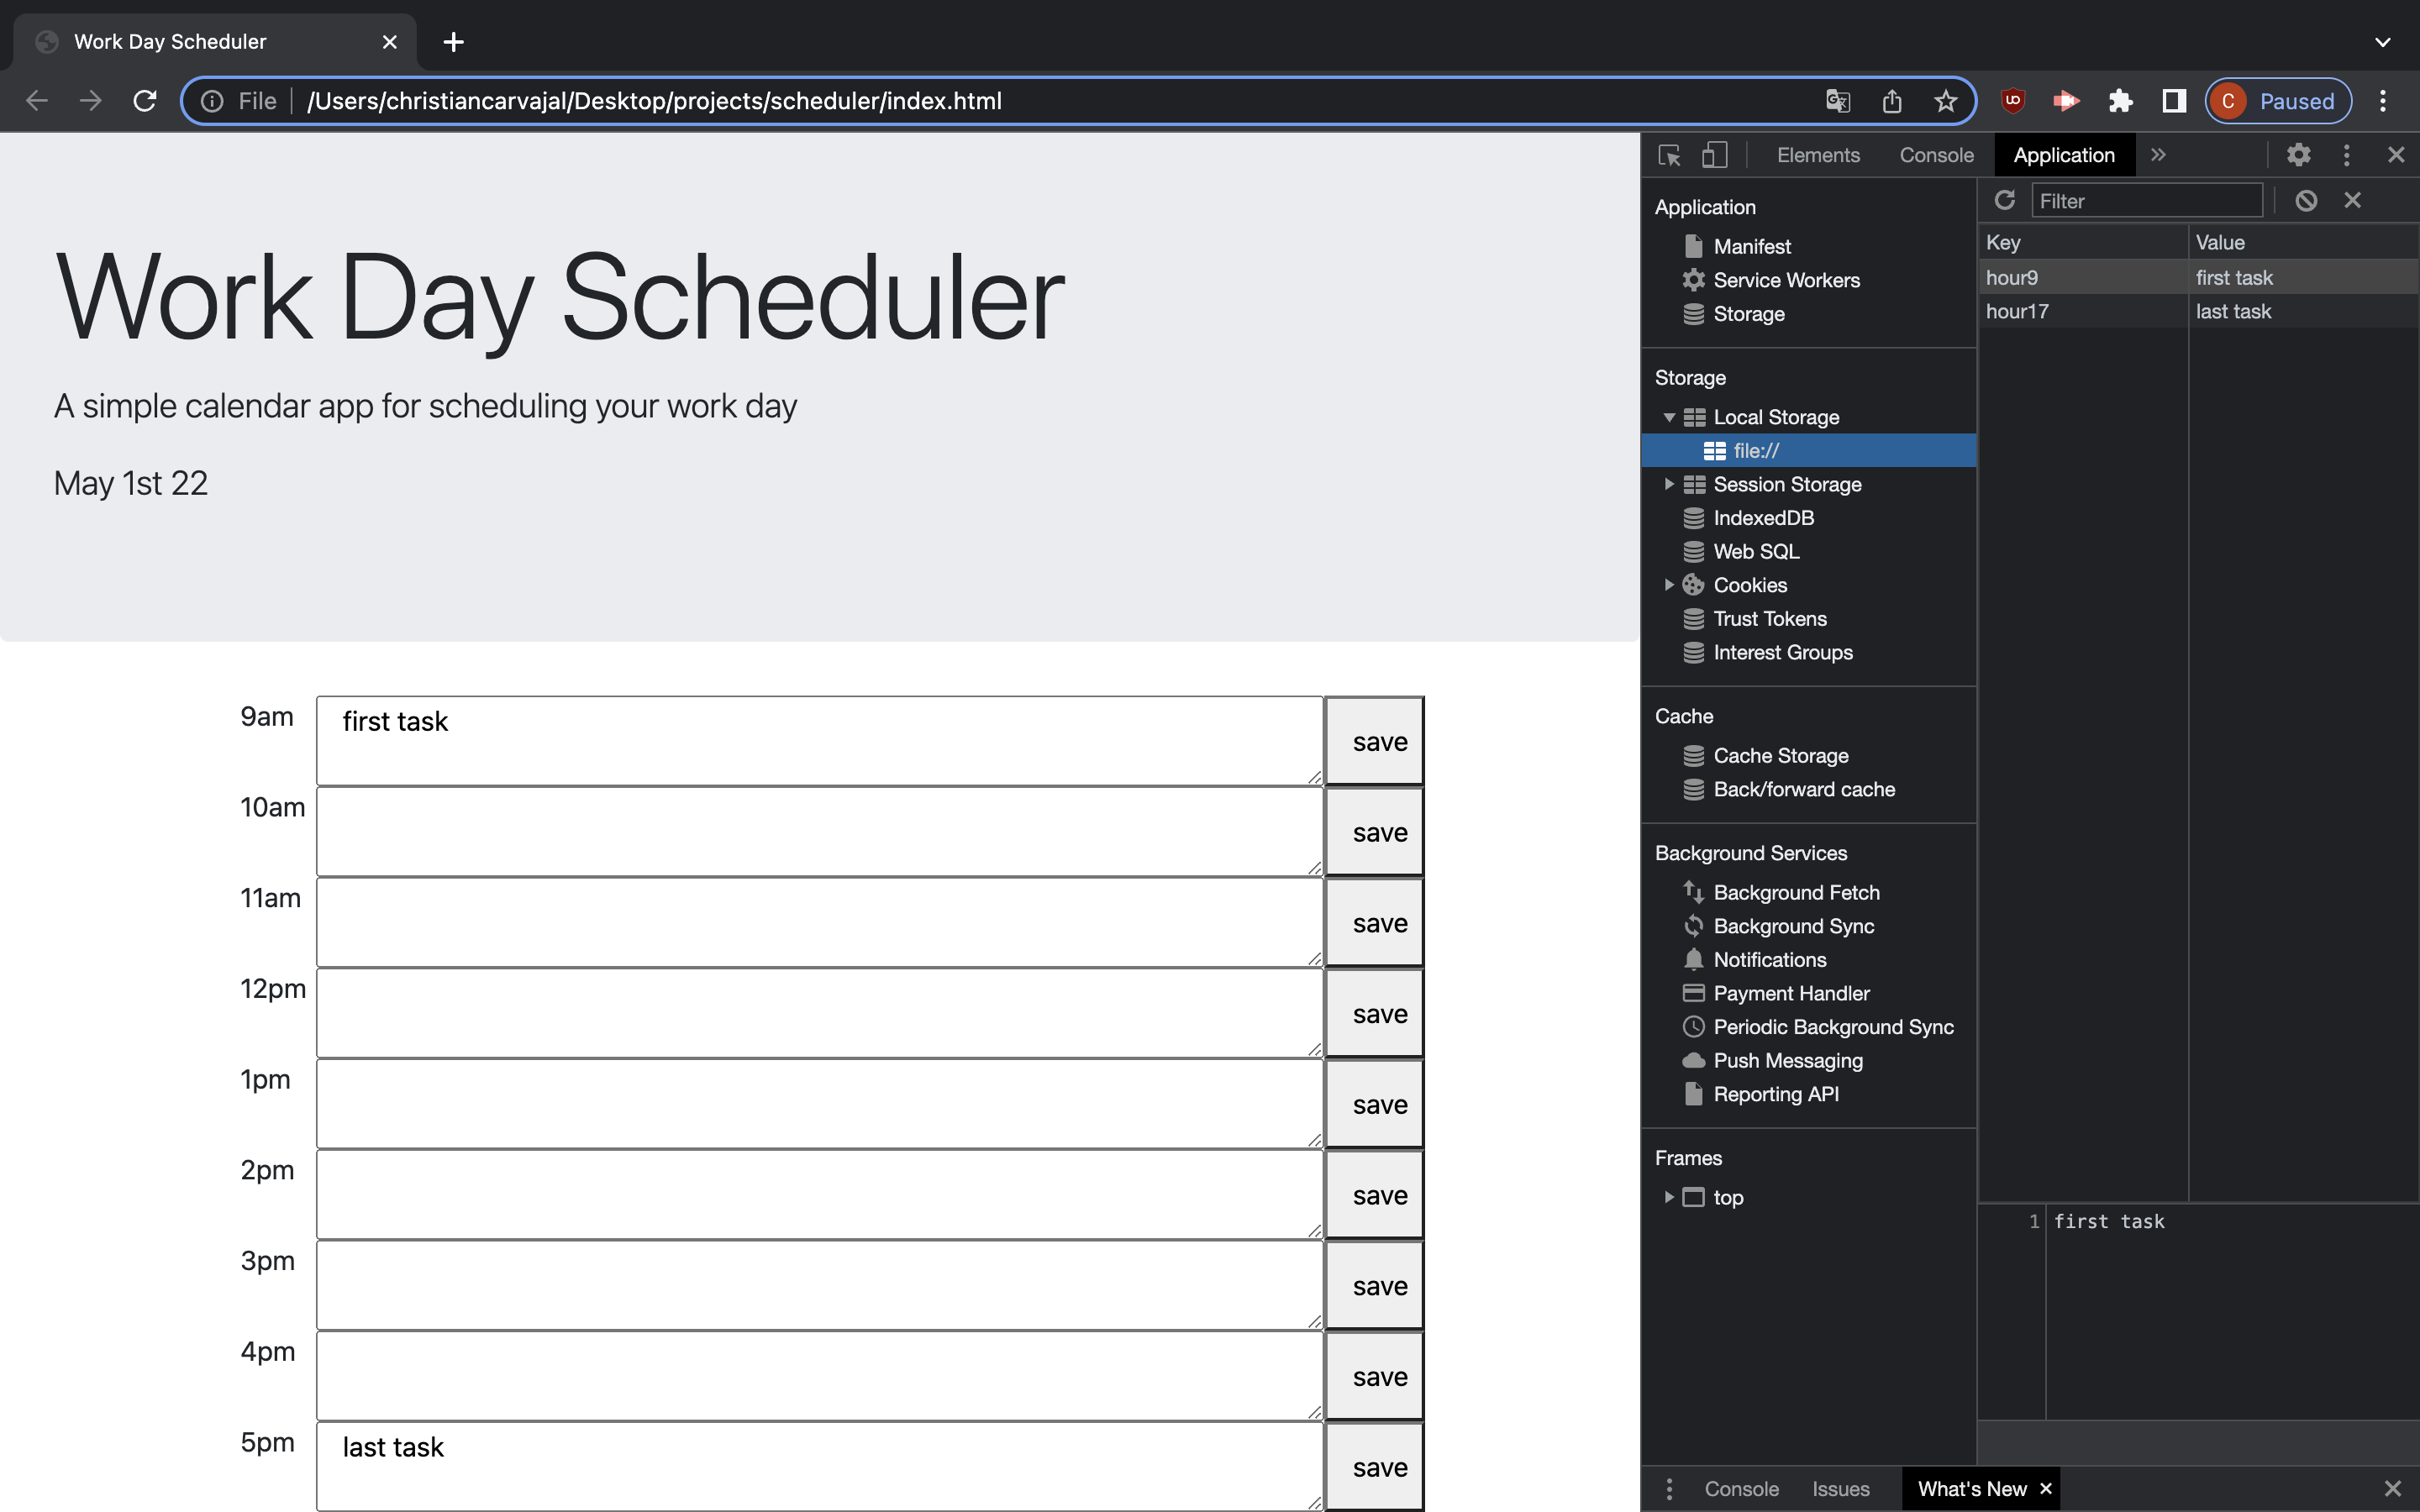 Work Day Scheduler
File /Users/christiancarvajal/Desktop/projects/scheduler/index.html
C Paused
Work Day Scheduler
A simple calendar app for scheduling your work day
May 1st 22
9am first task save
10am save
11am save
12pm save
1pm save
2pm save
3pm save
4pm save
5pm last task save
Elements Console Application
Application
Manifest
Service Workers
Storage
Storage
Local Storage
file://
Session Storage
IndexedDB
Web SQL
Cookies
Trust Tokens
Interest Groups
Cache
Cache Storage
Back/forward cache
Background Services
Background Fetch
Background Sync
Notifications
Payment Handler
Periodic Background Sync
Push Messaging
Reporting API
Frames
top
Filter
Key Value
hour9 first task
hour17 last task
1 first task
Console Issues What's New